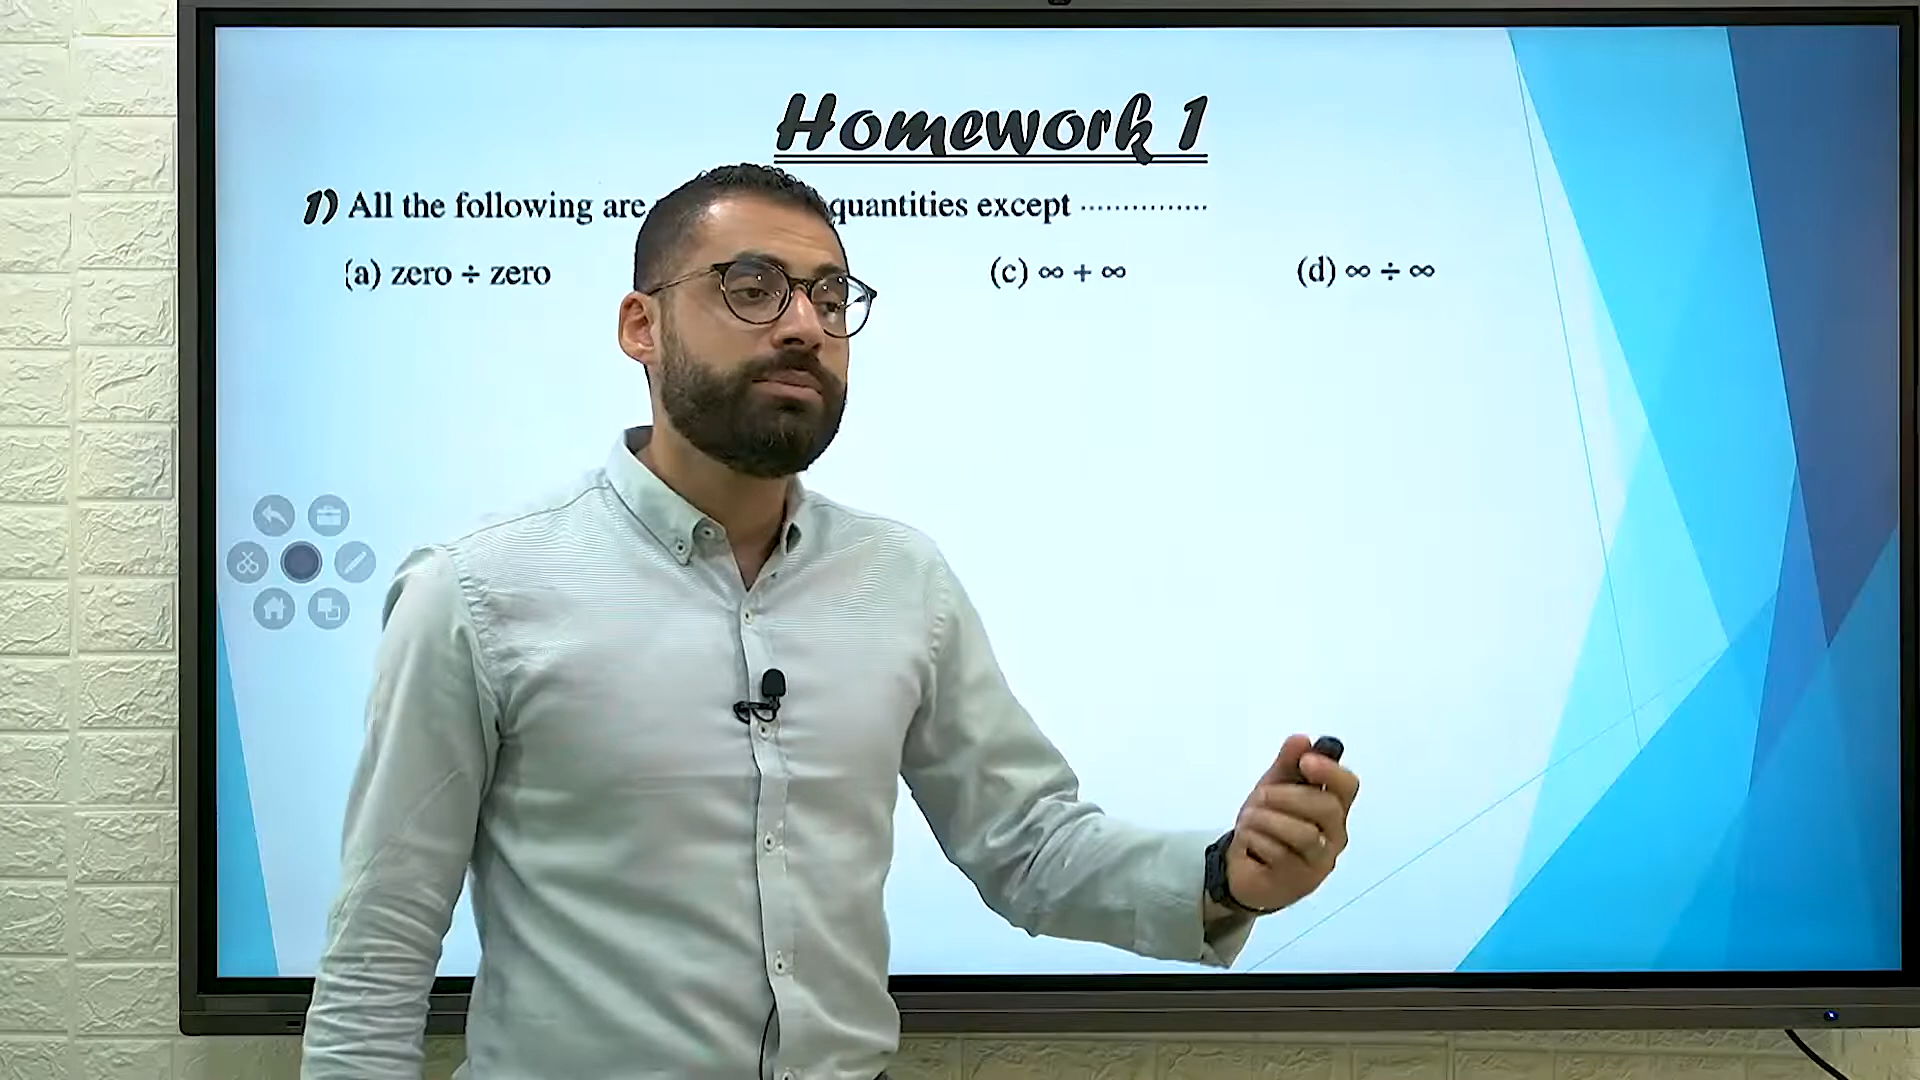 Homework 1
1) All the following are quantities except ...............
(a) zero ÷ zero (c) ∞ + ∞ (d) ∞ ÷ ∞